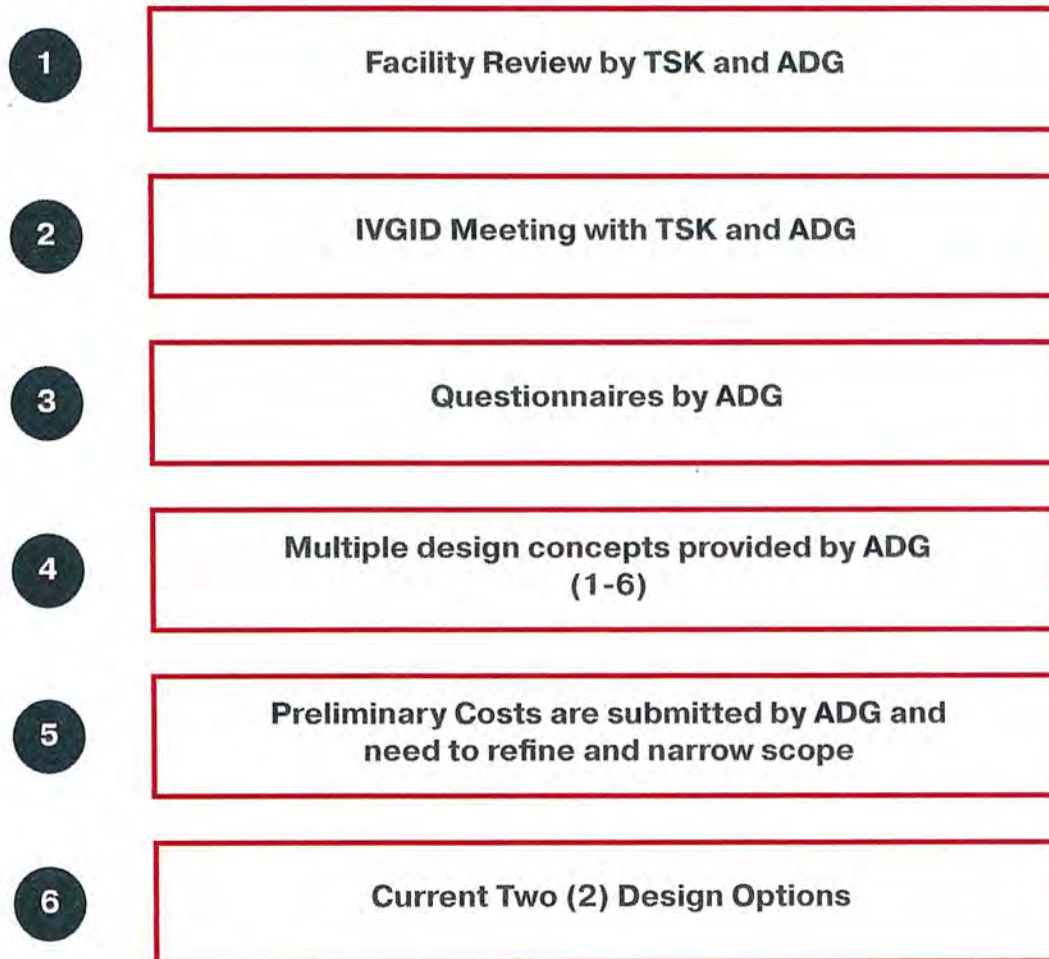 1
Facility Review by TSK and ADG
2
IVGID Meeting with TSK and ADG
3
Questionnaires by ADG
4
Multiple design concepts provided by ADG
(1-6)
5
Preliminary Costs are submitted by ADG and
need to refine and narrow scope
6
Current Two (2) Design Options